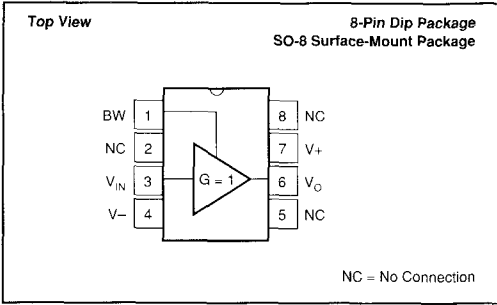 Top View
8-Pin Dip Package
SO-8 Surface-Mount Package
BW 1 8 NC
NC 2 7 V+
VIN 3 G = 1 6 VO
V– 4 5 NC
NC = No Connection